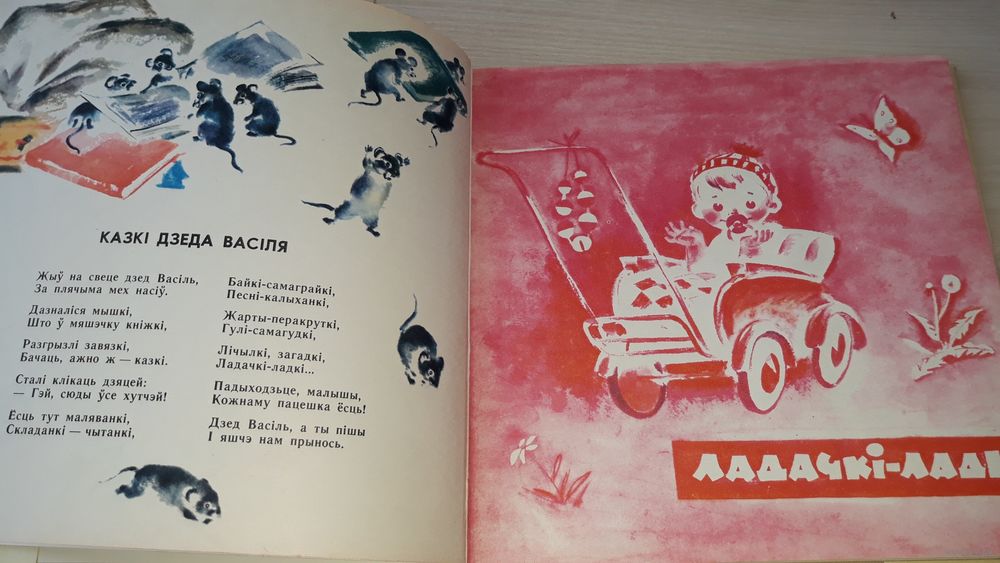 КАЗКІ ДЗЕДА ВАСІЛЯ
Жыў на свеце дзед Васіль,
За плячыма мех насіў.
Дазналіся мышкі,
Што ў мяшэчку кніжкі,
Разгрызлі завязкі,
Бачаць, ажно ж — казкі.
Сталі клікаць дзяцей:
— Гэй, сюды ўсе хутчэй!
Ёсць тут маляванкі,
Складанкі — чытанкі,
Байкі-самаграйкі,
Песні-калыханкі,
Жарты-перакруткі,
Гулі-самагудкі,
Лічылкі, загадкі,
Ладачкі-ладкі...
Падыходзьце, малышы,
Кожнаму пацешка ёсць!
Дзед Васіль, а ты пішы
І яшчэ нам прынось.
ЛАДАЧКІ-ЛАД